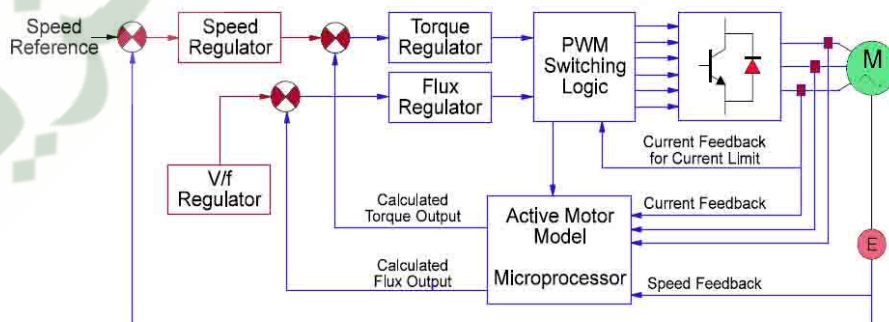 Speed
Reference
Speed
Regulator
Torque
Regulator
PWM
Switching
Logic
M
Flux
Regulator
Current Feedback
for Current Limit
V/f
Regulator
Calculated
Torque Output
Active Motor
Model
Microprocessor
Current Feedback
E
Calculated
Flux Output
Speed Feedback